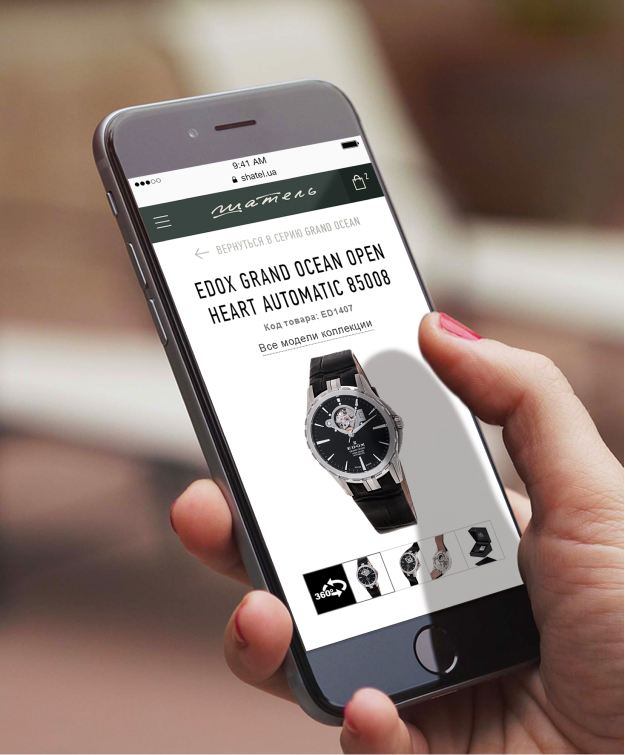 9:41 AM
shatel.ua
шатель
2
ВЕРНУТЬСЯ В СЕРИЮ GRAND OCEAN
EDOX GRAND OCEAN OPEN
HEART AUTOMATIC 85008
Код товара: ED1407
Все модели коллекции
EDOX
360°